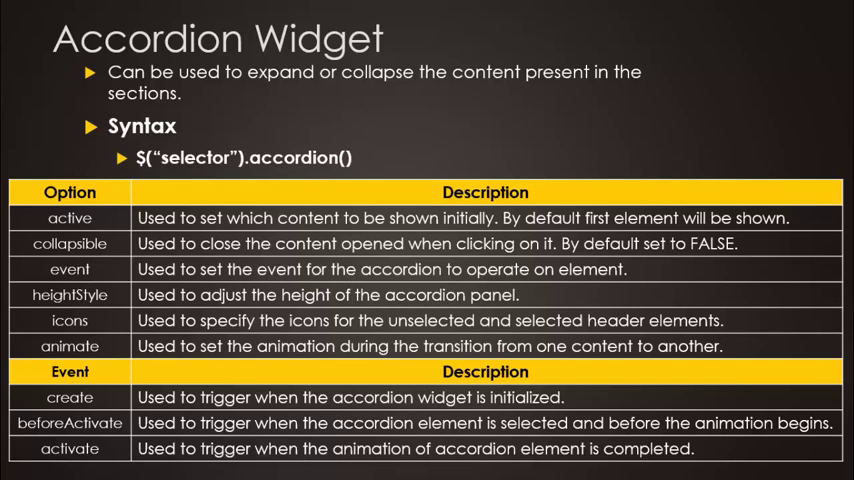 Accordion Widget
Can be used to expand or collapse the content present in the
sections.
Syntax
$(“selector”).accordion()
Option Description
active Used to set which content to be shown initially. By default first element will be shown.
collapsible Used to close the content opened when clicking on it. By default set to FALSE.
event Used to set the event for the accordion to operate on element.
heightStyle Used to adjust the height of the accordion panel.
icons Used to specify the icons for the unselected and selected header elements.
animate Used to set the animation during the transition from one content to another.
Event Description
create Used to trigger when the accordion widget is initialized.
beforeActivate Used to trigger when the accordion element is selected and before the animation begins.
activate Used to trigger when the animation of accordion element is completed.